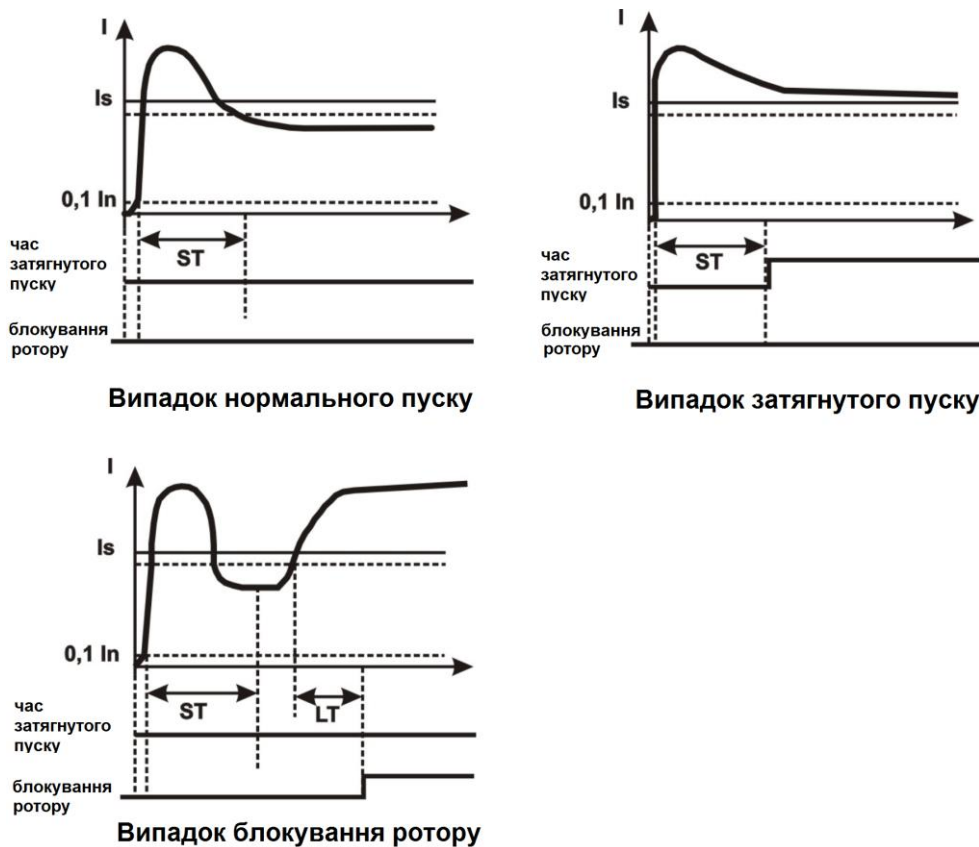 I
Is
0,1 In
ST
час
затягнутого
пуску
блокування
ротору
Випадок нормального пуску
I
Is
0,1 In
ST
час
затягнутого
пуску
блокування
ротору
Випадок затягнутого пуску
I
Is
0,1 In
ST
LT
час
затягнутого
пуску
блокування
ротору
Випадок блокування ротору